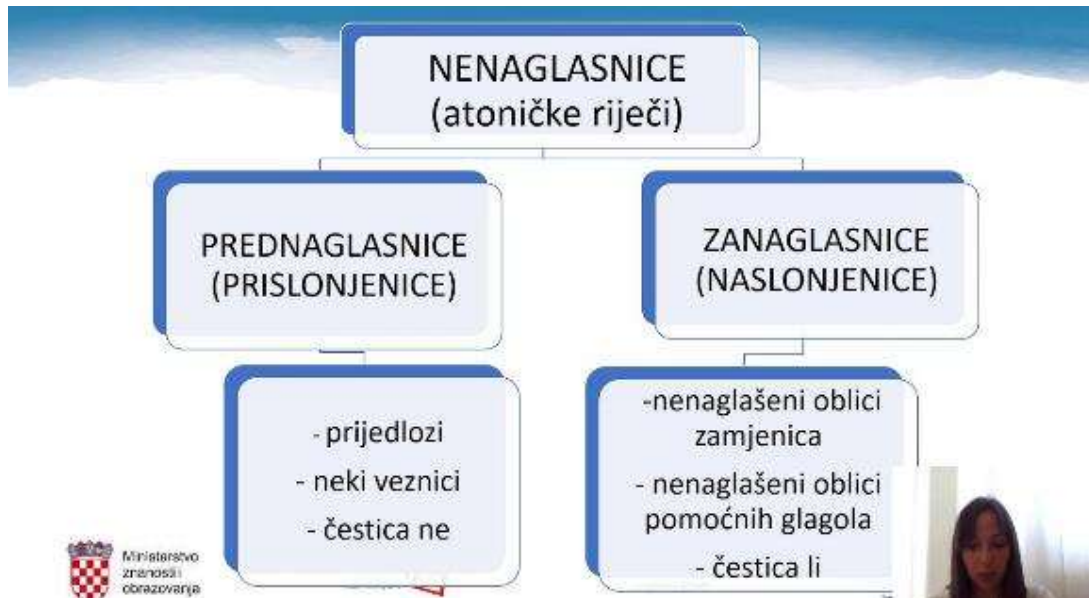 NENAGLASNICE
(atoničke riječi)
PREDNAGLASNICE
(PRISLONJENICE)
- prijedlozi
- neki veznici
- čestica ne
ZANAGLASNICE
(NASLONJENICE)
-nenaglašeni oblici
zamjenica
- nenaglašeni oblici
pomoćnih glagola
- čestica li
Ministarstvo
znanosti i
obrazovanja